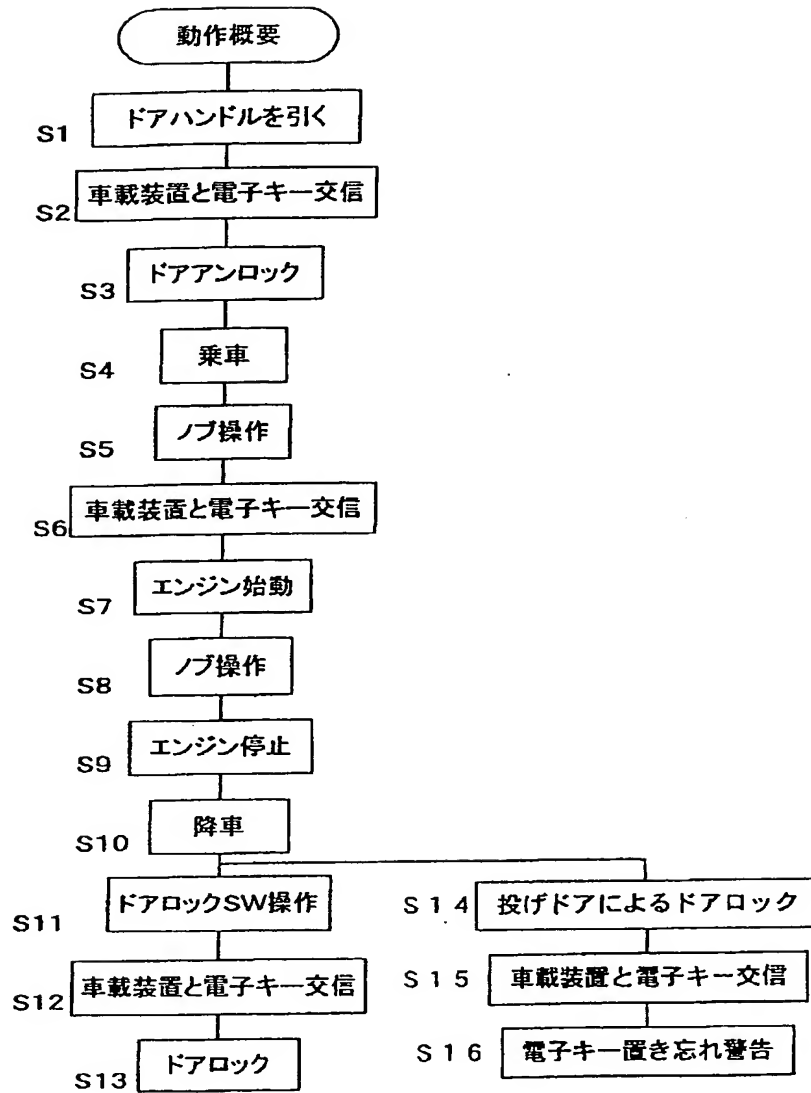 動作概要
S1 ドアハンドルを引く
S2 車載装置と電子キー交信
S3 ドアアンロック
S4 乗車
S5 ノブ操作
S6 車載装置と電子キー交信
S7 エンジン始動
S8 ノブ操作
S9 エンジン停止
S10 降車
S11 ドアロックSW操作
S12 車載装置と電子キー交信
S13 ドアロック
S14 投げドアによるドアロック
S15 車載装置と電子キー交信
S16 電子キー置き忘れ警告